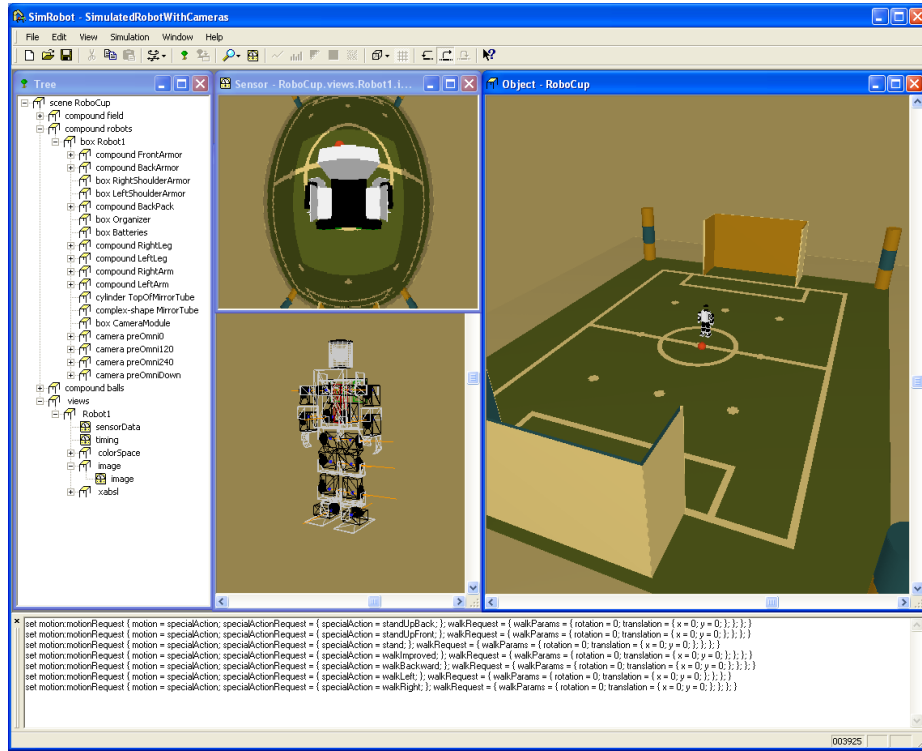 SimRobot - SimulatedRobotWithCameras
File Edit View Simulation Window Help
Tree
scene RoboCup
compound field
compound robots
box Robot1
compound FrontArmor
compound BackArmor
box RightShoulderArmor
box LeftShoulderArmor
compound BackPack
box Organizer
box Batteries
compound RightLeg
compound LeftLeg
compound RightArm
compound LeftArm
cylinder TopOfMirrorTube
complex-shape MirrorTube
box CameraModule
camera preOmni0
camera preOmni120
camera preOmni240
camera preOmniDown
compound balls
views
Robot1
sensorData
timing
colorSpace
image
image
xabsl
Sensor - RoboCup.views.Robot1.i...
Object - RoboCup
set motion:motionRequest { motion = specialAction; specialActionRequest = { specialAction = standUpBack; }; walkRequest = { walkParams = { rotation = 0; translation = { x = 0; y = 0; }; }; }; }
set motion:motionRequest { motion = specialAction; specialActionRequest = { specialAction = standUpFront; }; walkRequest = { walkParams = { rotation = 0; translation = { x = 0; y = 0; }; }; }; }
set motion:motionRequest { motion = specialAction; specialActionRequest = { specialAction = stand; }; walkRequest = { walkParams = { rotation = 0; translation = { x = 0; y = 0; }; }; }; }
set motion:motionRequest { motion = specialAction; specialActionRequest = { specialAction = walkImproved; }; walkRequest = { walkParams = { rotation = 0; translation = { x = 0; y = 0; }; }; }; }
set motion:motionRequest { motion = specialAction; specialActionRequest = { specialAction = walkBackward; }; walkRequest = { walkParams = { rotation = 0; translation = { x = 0; y = 0; }; }; }; }
set motion:motionRequest { motion = specialAction; specialActionRequest = { specialAction = walkLeft; }; walkRequest = { walkParams = { rotation = 0; translation = { x = 0; y = 0; }; }; }; }
set motion:motionRequest { motion = specialAction; specialActionRequest = { specialAction = walkRight; }; walkRequest = { walkParams = { rotation = 0; translation = { x = 0; y = 0; }; }; }; }
003925